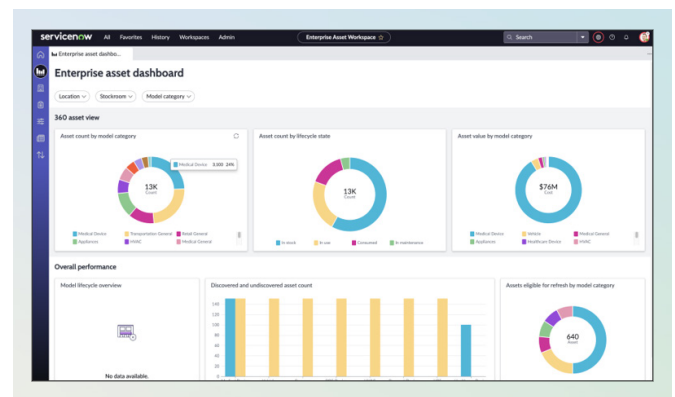 servicenow All Favorites History Workspaces Admin Enterprise Asset Workspace ☆ Search
Enterprise asset dashbo...
Enterprise asset dashboard
Location Stockroom Model category
360 asset view
Asset count by model category
Medical Device 3,100 24%
13K
Count
Medical Device Transportation General Retail General
Appliances HVAC Medical General
Asset count by lifecycle state
13K
Count
In stock In use Consumed In maintenance
Asset value by model category
$76M
Cost
Medical Device Vehicle Medical General
Appliances Healthcare Device HVAC
Overall performance
Model lifecycle overview
No data available.
Discovered and undiscovered asset count
140
120
100
80
60
40
20
0
Assets eligible for refresh by model category
640
Asset